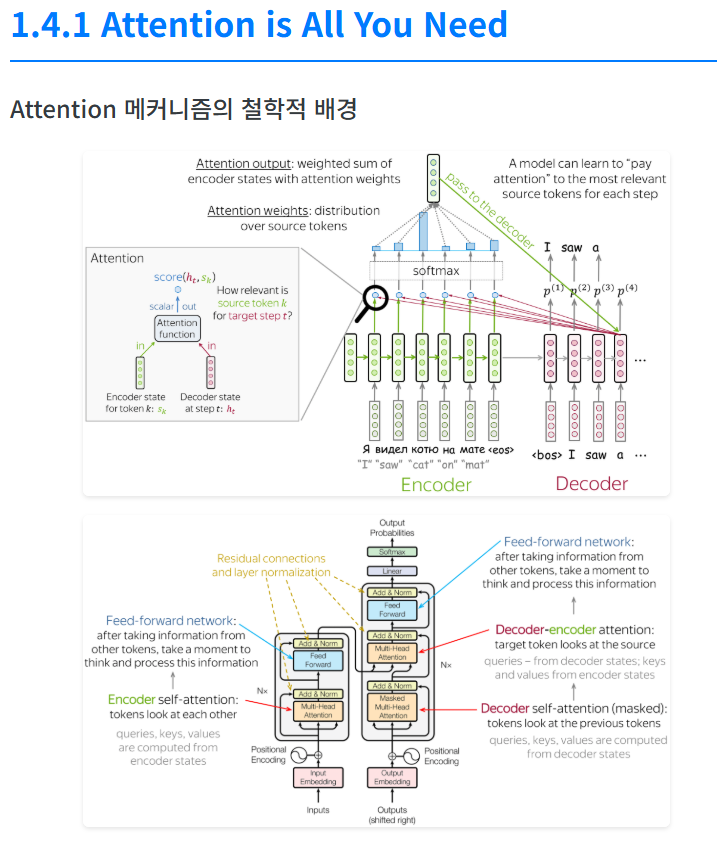 1.4.1 Attention is All You Need
Attention 메커니즘의 철학적 배경
Attention output: weighted sum of
encoder states with attention weights
A model can learn to “pay
attention” to the most relevant
source tokens for each step
pass to the decoder
Attention weights: distribution
over source tokens
softmax
I saw a
p(1) p(2) p(3) p(4)
Attention
score(hₜ, sₖ)
How relevant is
source token k
for target step t?
scalar out
Attention
function
in
in
Encoder state
for token k: sₖ
Decoder state
at step t: hₜ
...
Я видел котю на мате <eos>
"I" "saw" "cat" "on" "mat"
<bos> I saw a ...
Encoder
Decoder
Output
Probabilities
Softmax
Linear
Add & Norm
Feed
Forward
Add & Norm
Multi-Head
Attention
Add & Norm
Masked
Multi-Head
Attention
N×
Add & Norm
Feed
Forward
Add & Norm
Multi-Head
Attention
N×
Positional
Encoding
Positional
Encoding
Input
Embedding
Output
Embedding
Inputs
Outputs
(shifted right)
Residual connections
and layer normalization
Feed-forward network:
after taking information from
other tokens, take a moment to
think and process this information
Encoder self-attention:
tokens look at each other
queries, keys, values
are computed from
encoder states
Feed-forward network:
after taking information from
other tokens, take a moment to
think and process this information
Decoder-encoder attention:
target token looks at the source
queries – from decoder states; keys
and values from encoder states
Decoder self-attention (masked):
tokens look at the previous tokens
queries, keys, values are computed
from decoder states